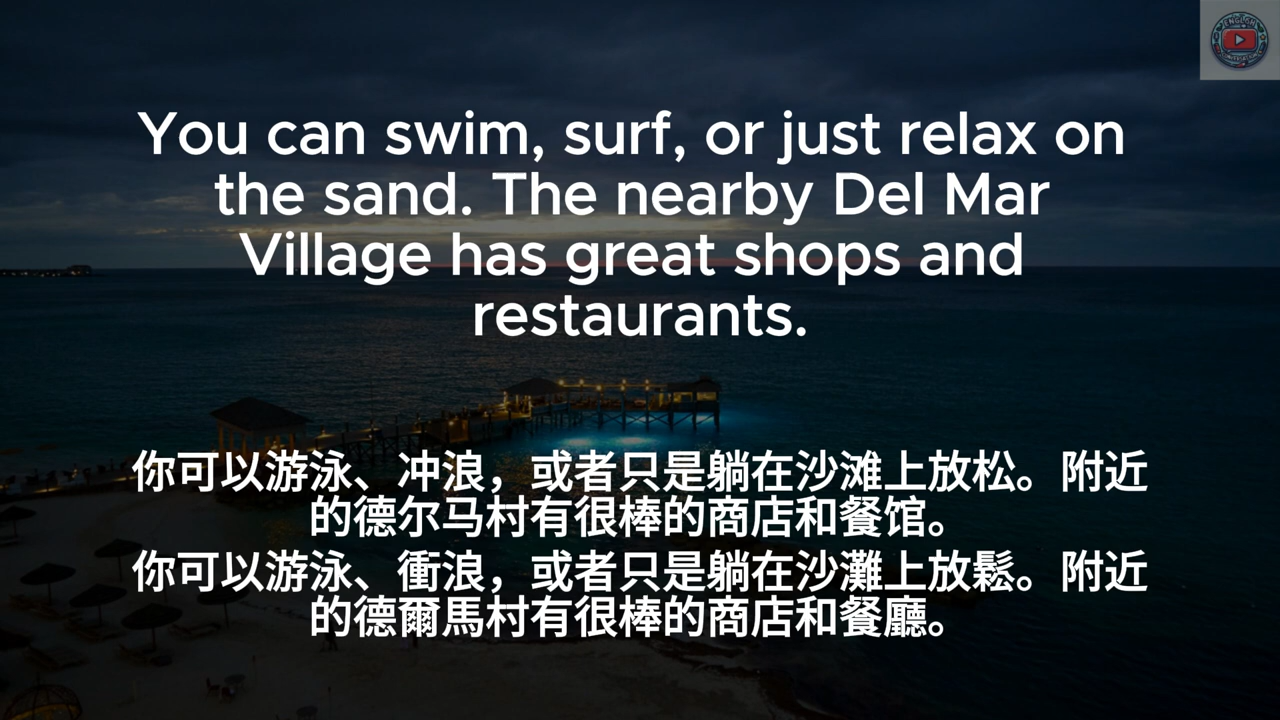 You can swim, surf, or just relax on
the sand. The nearby Del Mar
Village has great shops and
restaurants.
你可以游泳、冲浪，或者只是躺在沙滩上放松。附近
的德尔马村有很棒的商店和餐馆。
你可以游泳、衝浪，或者只是躺在沙灘上放鬆。附近
的德爾馬村有很棒的商店和餐廳。